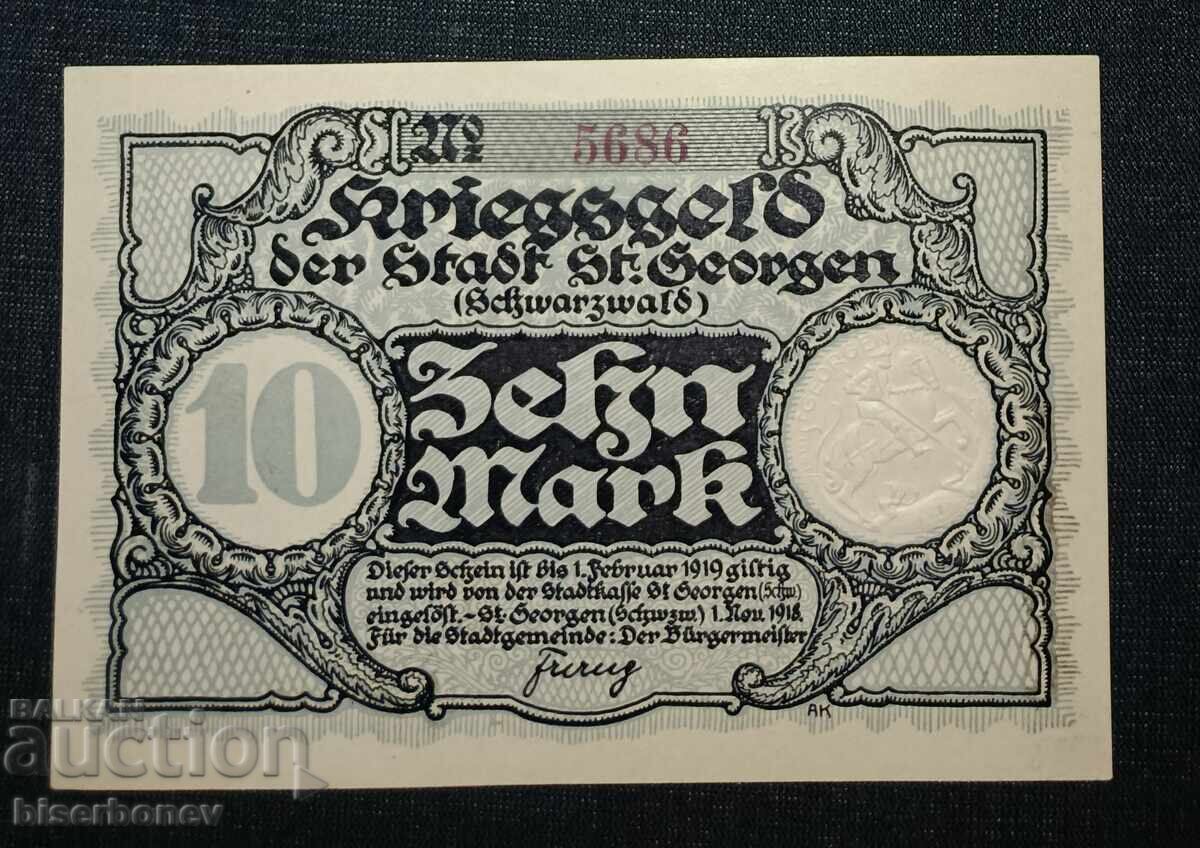 No 5686
Kriegsgeld
der Stadt St. Georgen
(Schwarzwald)
10
Zehn
Mark
Dieser Schein ist bis 1. Februar 1919 giltig
und wird von der Stadtkasse St Georgen (Schw.)
eingelöst. - St. Georgen (Schwzw.) 1. Nov. 1918.
Für die Stadtgemeinde: Der Bürgermeister
AK
BALKAN
auction
biserbonev